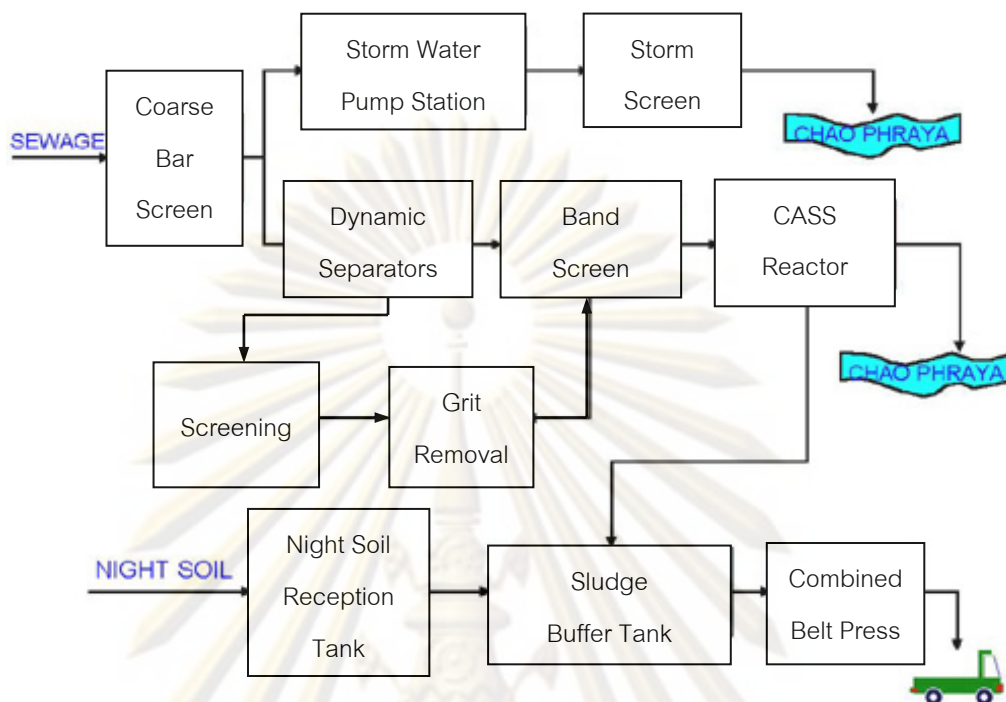 Storm Water
Pump Station
Storm
Screen
Coarse
Bar
Screen
SEWAGE
CHAO PHRAYA
Dynamic
Separators
Band
Screen
CASS
Reactor
CHAO PHRAYA
Screening
Grit
Removal
NIGHT SOIL
Night Soil
Reception
Tank
Sludge
Buffer Tank
Combined
Belt Press